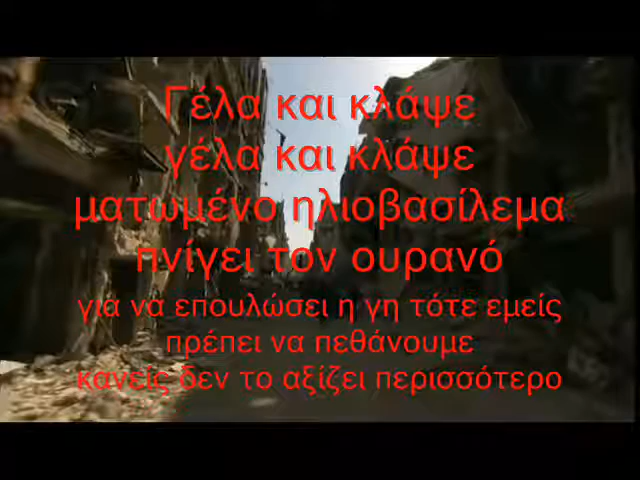 Γέλα και κλάψε
γέλα και κλάψε
ματωμένο ηλιοβασίλεμα
πνίγει τον ουρανό
για να επουλώσει η γη τότε εμείς
πρέπει να πεθάνουμε
κανείς δεν το αξίζει περισσότερο